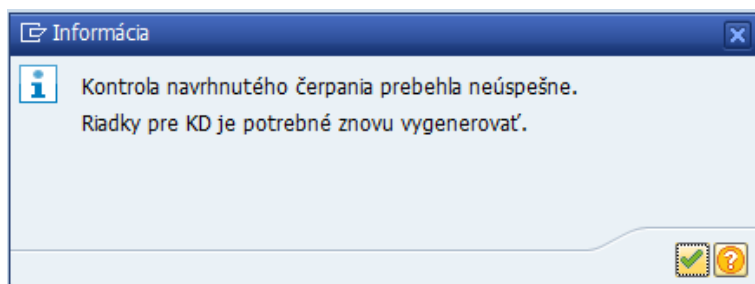 Informácia
Kontrola navrhnutého čerpania prebehla neúspešne.
Riadky pre KD je potrebné znovu vygenerovať.